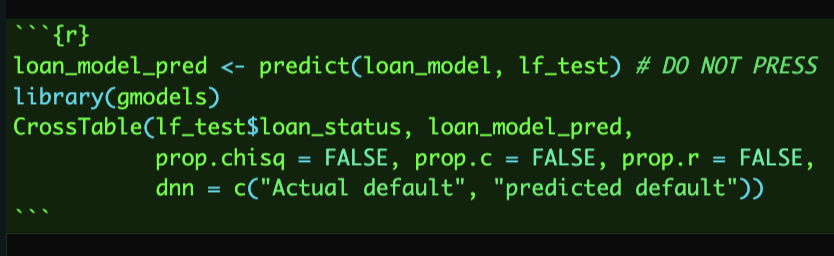 ```{r}
loan_model_pred <- predict(loan_model, lf_test) # DO NOT PRESS
library(gmodels)
CrossTable(lf_test$loan_status, loan_model_pred,
           prop.chisq = FALSE, prop.c = FALSE, prop.r = FALSE,
           dnn = c("Actual default", "predicted default"))
```